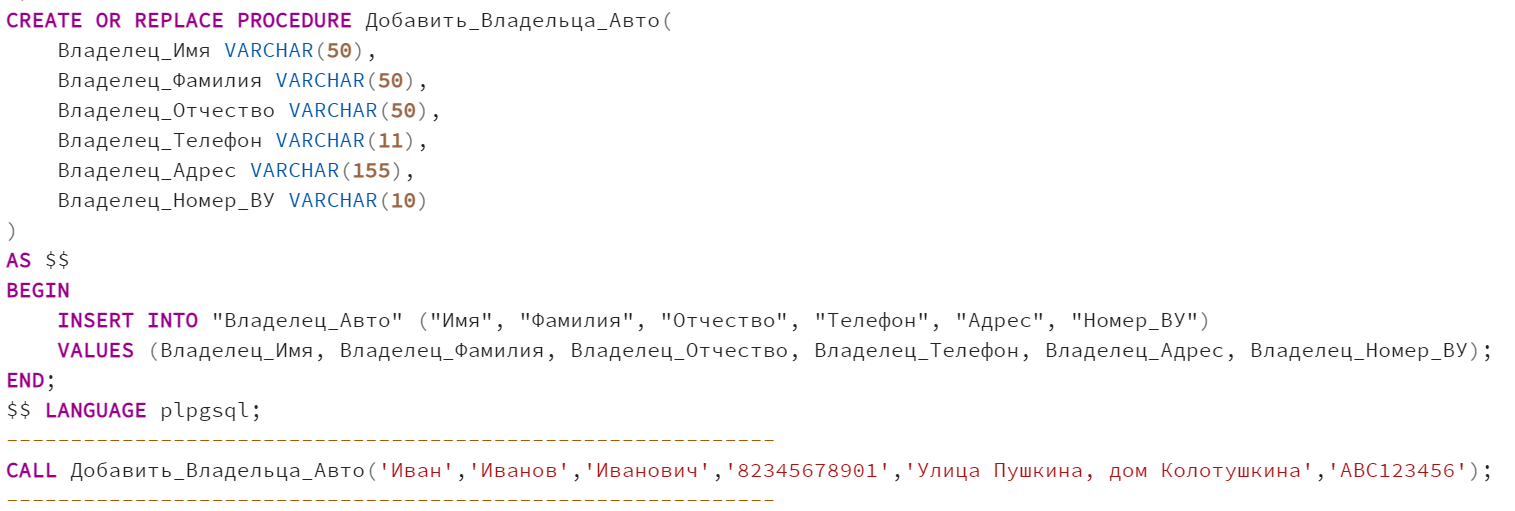 CREATE OR REPLACE PROCEDURE Добавить_Владельца_Авто(
    Владелец_Имя VARCHAR(50),
    Владелец_Фамилия VARCHAR(50),
    Владелец_Отчество VARCHAR(50),
    Владелец_Телефон VARCHAR(11),
    Владелец_Адрес VARCHAR(155),
    Владелец_Номер_ВУ VARCHAR(10)
)
AS $$
BEGIN
    INSERT INTO "Владелец_Авто" ("Имя", "Фамилия", "Отчество", "Телефон", "Адрес", "Номер_ВУ")
    VALUES (Владелец_Имя, Владелец_Фамилия, Владелец_Отчество, Владелец_Телефон, Владелец_Адрес, Владелец_Номер_ВУ);
END;
$$ LANGUAGE plpgsql;
------------------------------------------------------------
CALL Добавить_Владельца_Авто('Иван','Иванов','Иванович','82345678901','Улица Пушкина, дом Колотушкина','ABC123456');
------------------------------------------------------------